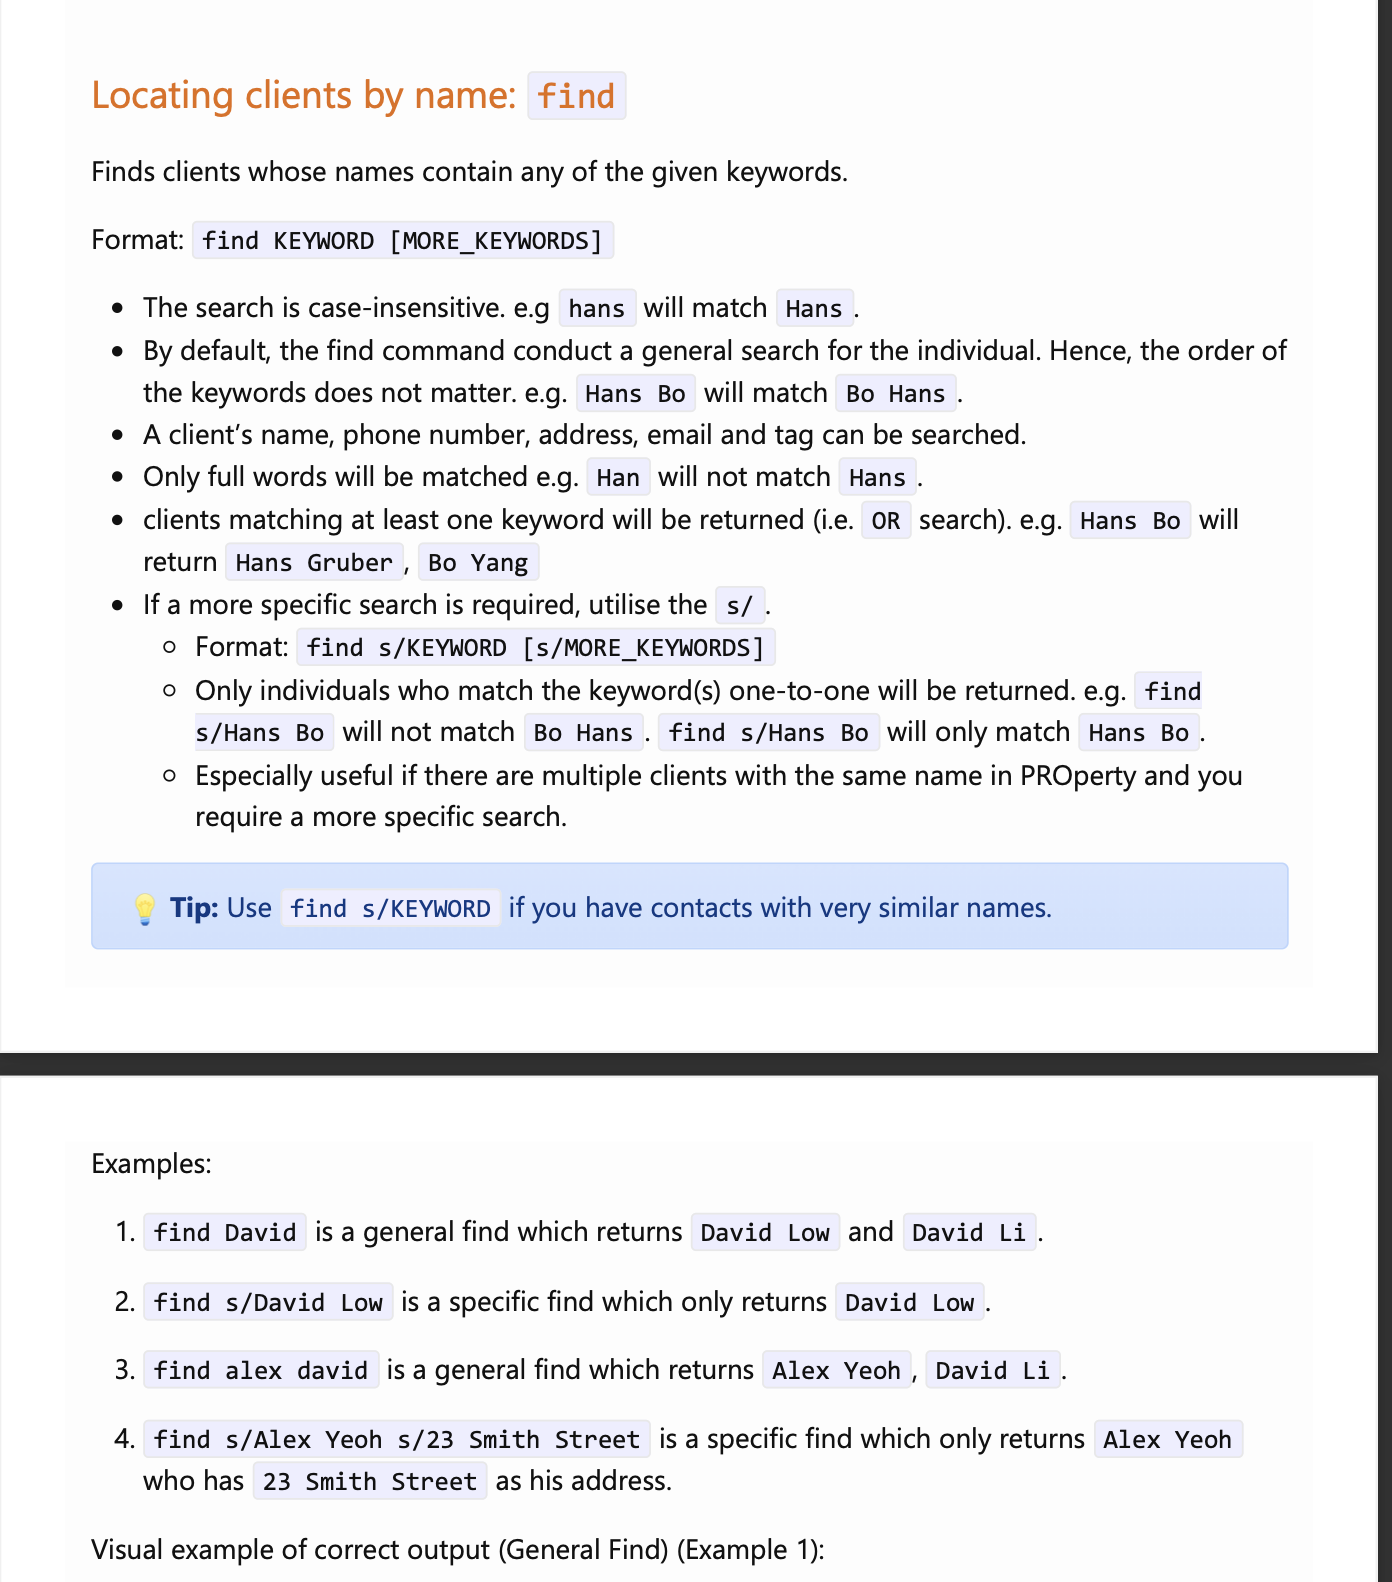 Locating clients by name: find
Finds clients whose names contain any of the given keywords.
Format: find KEYWORD [MORE_KEYWORDS]
• The search is case-insensitive. e.g hans will match Hans.
• By default, the find command conduct a general search for the individual. Hence, the order of
the keywords does not matter. e.g. Hans Bo will match Bo Hans.
• A client’s name, phone number, address, email and tag can be searched.
• Only full words will be matched e.g. Han will not match Hans.
• clients matching at least one keyword will be returned (i.e. OR search). e.g. Hans Bo will
return Hans Gruber, Bo Yang
• If a more specific search is required, utilise the s/.
◦ Format: find s/KEYWORD [s/MORE_KEYWORDS]
◦ Only individuals who match the keyword(s) one-to-one will be returned. e.g. find
s/Hans Bo will not match Bo Hans. find s/Hans Bo will only match Hans Bo.
◦ Especially useful if there are multiple clients with the same name in PROperty and you
require a more specific search.
💡 Tip: Use find s/KEYWORD if you have contacts with very similar names.
Examples:
1. find David is a general find which returns David Low and David Li.
2. find s/David Low is a specific find which only returns David Low.
3. find alex david is a general find which returns Alex Yeoh, David Li.
4. find s/Alex Yeoh s/23 Smith Street is a specific find which only returns Alex Yeoh
who has 23 Smith Street as his address.
Visual example of correct output (General Find) (Example 1):